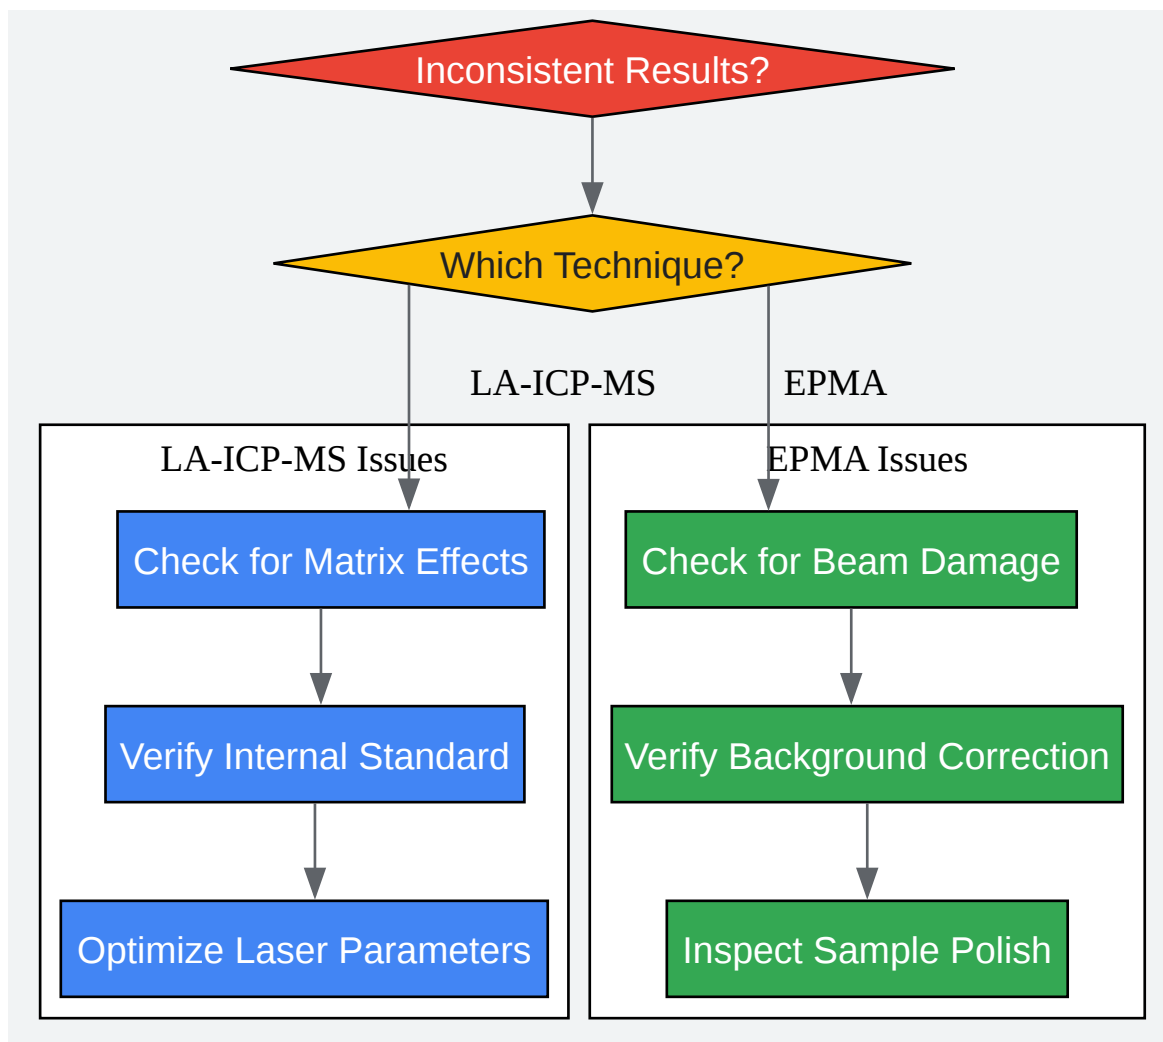 Inconsistent Results?
Which Technique?
LA-ICP-MS
EPMA
LA-ICP-MS Issues
Check for Matrix Effects
Verify Internal Standard
Optimize Laser Parameters
EPMA Issues
Check for Beam Damage
Verify Background Correction
Inspect Sample Polish